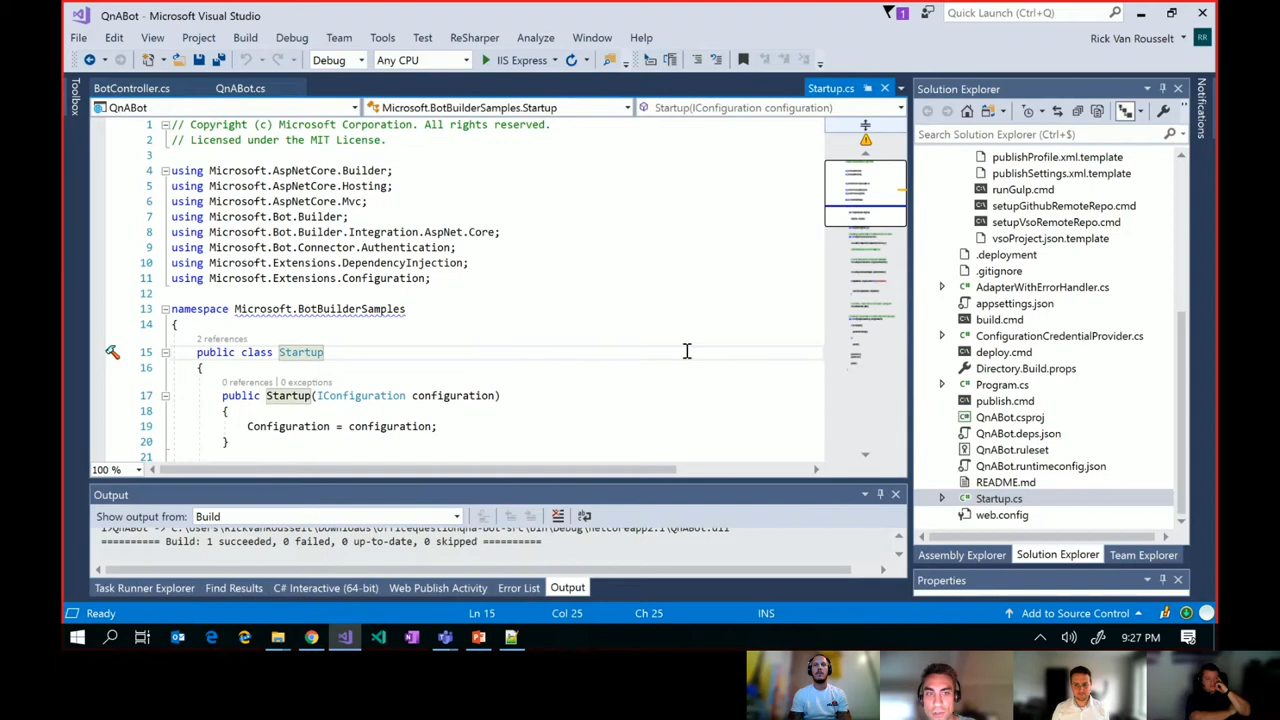 QnABot - Microsoft Visual Studio
1
Quick Launch (Ctrl+Q)
File Edit View Project Build Debug Team Tools Test ReSharper Analyze Window Help
Rick Van Rousselt RR
Debug Any CPU IIS Express
Toolbox
BotController.cs QnABot.cs Startup.cs
QnABot Microsoft.BotBuilderSamples.Startup Startup(IConfiguration configuration)
1 // Copyright (c) Microsoft Corporation. All rights reserved.
2 // Licensed under the MIT License.
3
4 using Microsoft.AspNetCore.Builder;
5 using Microsoft.AspNetCore.Hosting;
6 using Microsoft.AspNetCore.Mvc;
7 using Microsoft.Bot.Builder;
8 using Microsoft.Bot.Builder.Integration.AspNet.Core;
9 using Microsoft.Bot.Connector.Authentication;
10 using Microsoft.Extensions.DependencyInjection;
11 using Microsoft.Extensions.Configuration;
12
13 namespace Microsoft.BotBuilderSamples
14 {
2 references
15 public class Startup
16 {
0 references | 0 exceptions
17 public Startup(IConfiguration configuration)
18 {
19 Configuration = configuration;
20 }
21
100 %
Output
Show output from: Build
========== Build: 1 succeeded, 0 failed, 0 up-to-date, 0 skipped ==========
Task Runner Explorer Find Results C# Interactive (64-bit) Web Publish Activity Error List Output
Solution Explorer
Search Solution Explorer (Ctrl+$)
publishProfile.xml.template
publishSettings.xml.template
runGulp.cmd
setupGithubRemoteRepo.cmd
setupVsoRemoteRepo.cmd
vsoProject.json.template
.deployment
.gitignore
AdapterWithErrorHandler.cs
appsettings.json
build.cmd
ConfigurationCredentialProvider.cs
deploy.cmd
Directory.Build.props
Program.cs
publish.cmd
QnABot.csproj
QnABot.deps.json
QnABot.ruleset
QnABot.runtimeconfig.json
README.md
Startup.cs
web.config
Assembly Explorer Solution Explorer Team Explorer
Properties
Notifications
Ready Ln 15 Col 25 Ch 25 INS Add to Source Control
9:27 PM